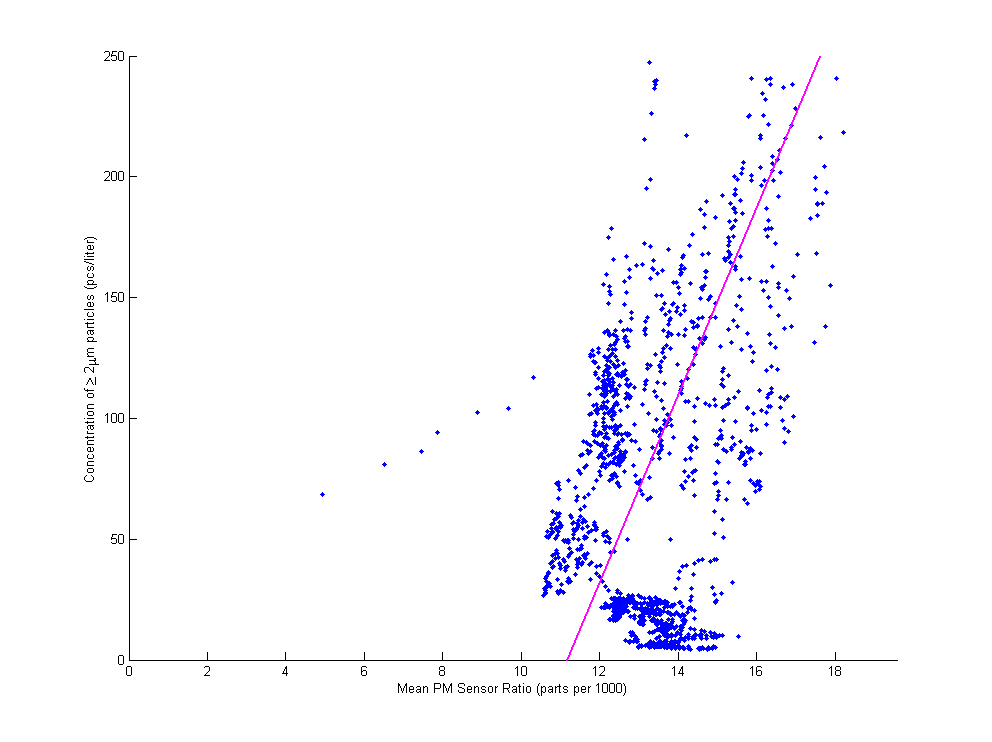 250
200
150
100
50
0
Concentration of ≥ 2μm particles (pcs/liter)
0 2 4 6 8 10 12 14 16 18
Mean PM Sensor Ratio (parts per 1000)